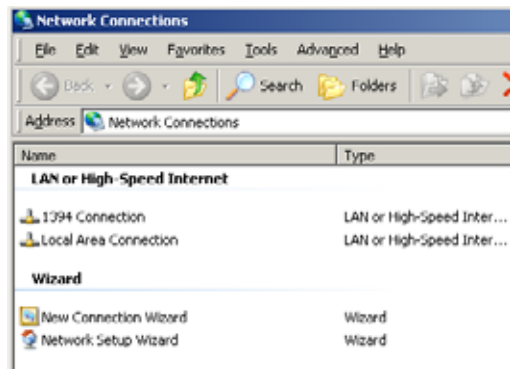 Network Connections
File Edit View Favorites Tools Advanced Help
Back Search Folders
Address Network Connections
Name Type
LAN or High-Speed Internet
1394 Connection LAN or High-Speed Inter...
Local Area Connection LAN or High-Speed Inter...
Wizard
New Connection Wizard Wizard
Network Setup Wizard Wizard